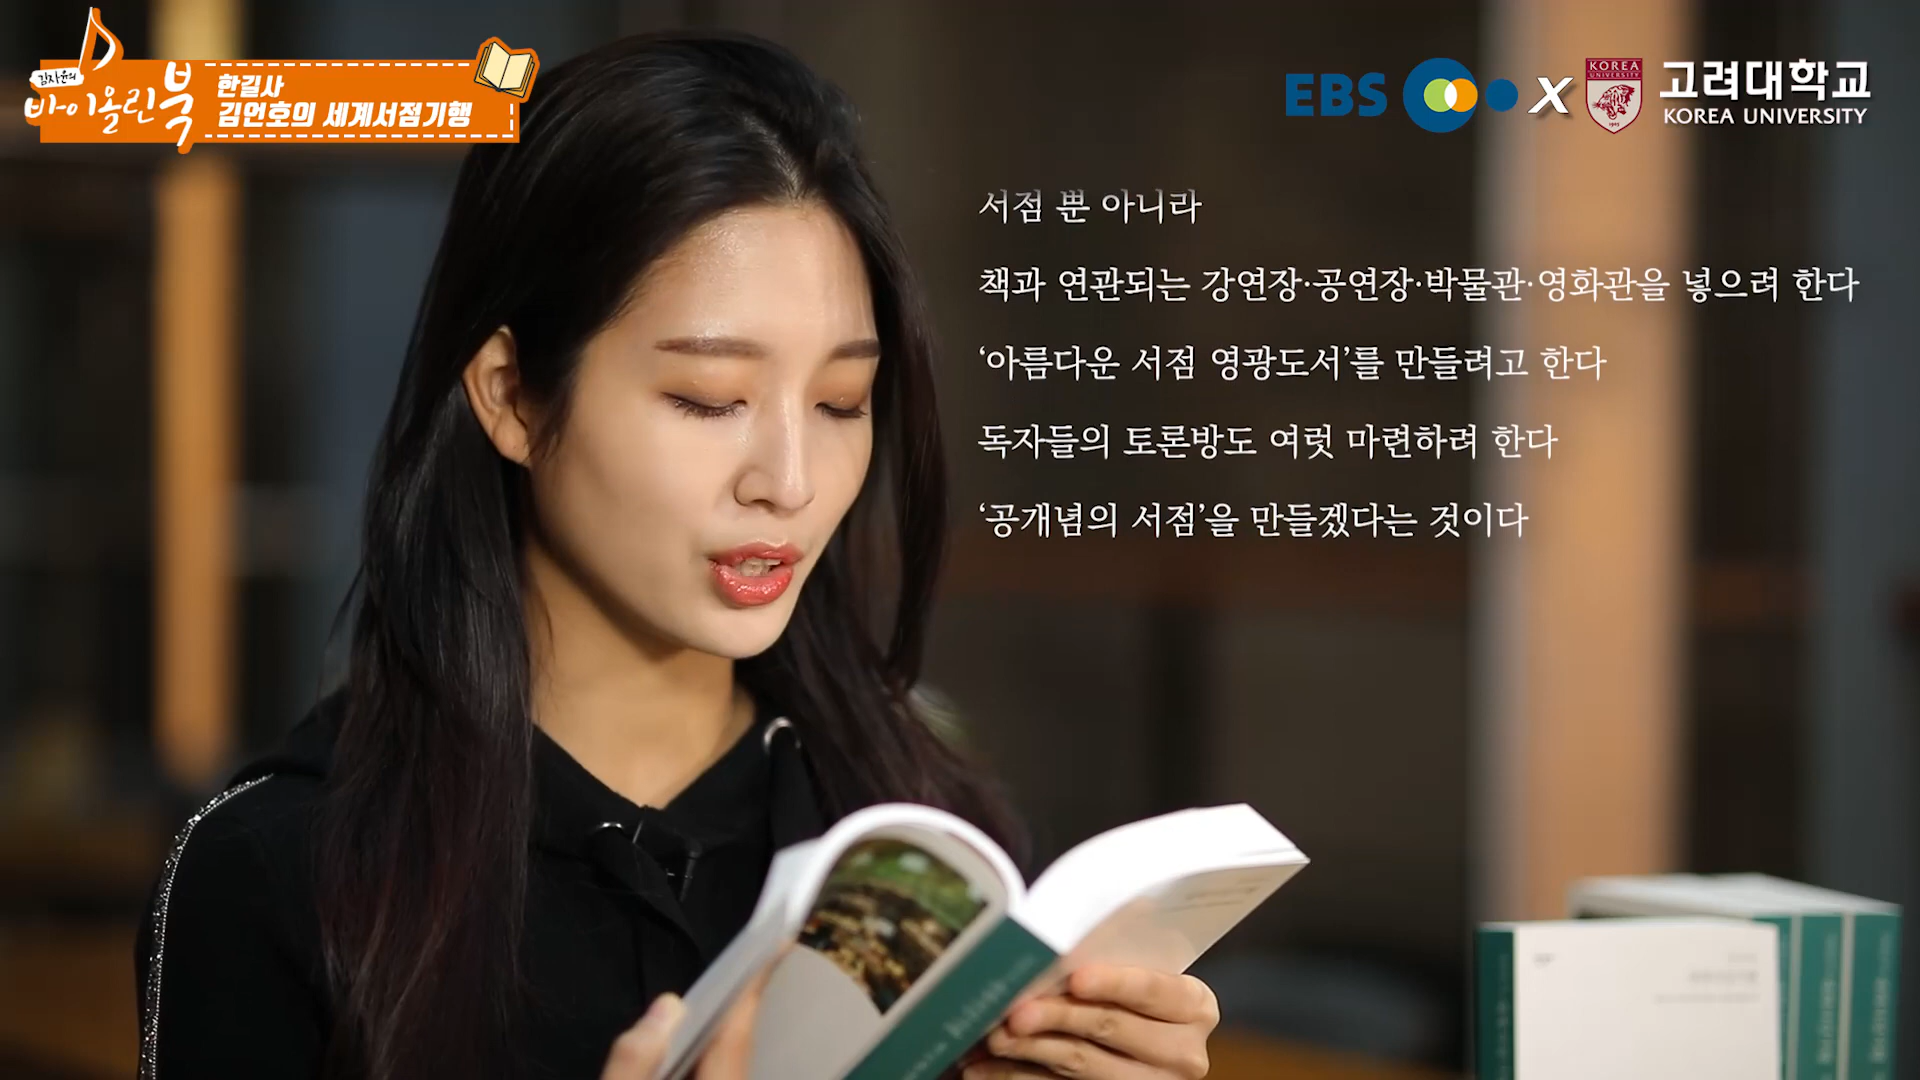 김자윤의
바이올린북
한길사
김언호의 세계서점기행
EBS X
KOREA
UNIVERSITY
고려대학교
KOREA UNIVERSITY
서점 뿐 아니라
책과 연관되는 강연장·공연장·박물관·영화관을 넣으려 한다
‘아름다운 서점 영광도서’를 만들려고 한다
독자들의 토론방도 여럿 마련하려 한다
‘공개념의 서점’을 만들겠다는 것이다